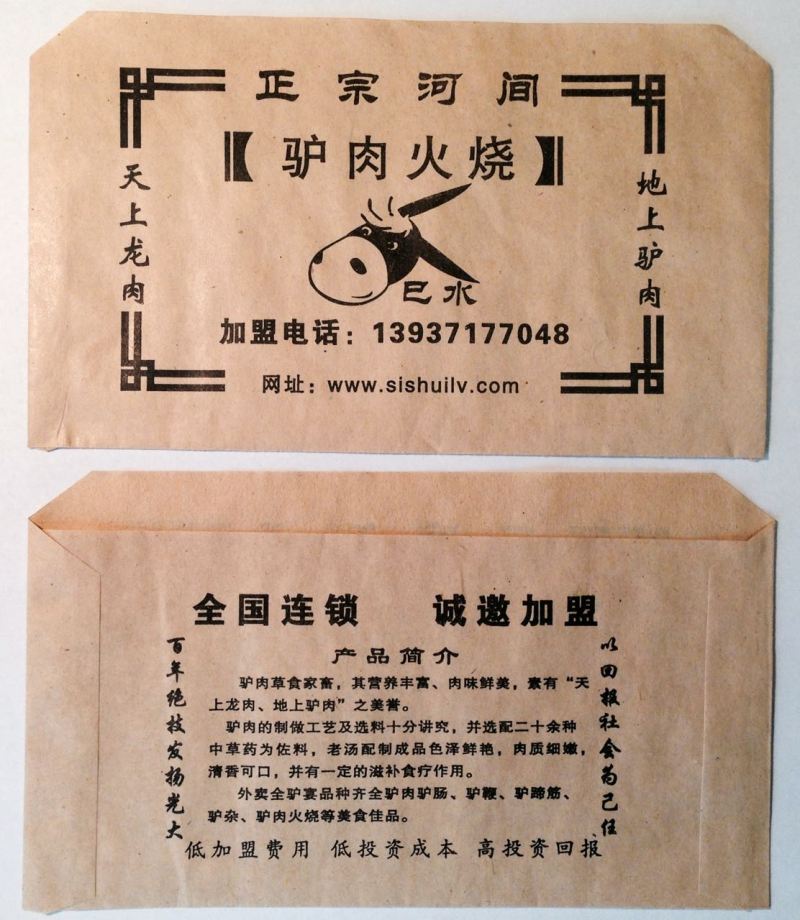 正宗河间
【驴肉火烧】
天上龙肉
地上驴肉
巳水
加盟电话：13937177048
网址：www.sishuilv.com
全国连锁 诚邀加盟
百年绝技发扬光大
以回报社会为己任
产品简介
驴肉草食家畜，其营养丰富、肉味鲜美，素有“天
上龙肉、地上驴肉”之美誉。
驴肉的制做工艺及选料十分讲究，并选配二十余种
中草药为佐料，老汤配制成品色泽鲜艳，肉质细嫩，
清香可口，并有一定的滋补食疗作用。
外卖全驴宴品种齐全驴肉驴肠、驴鞭、驴蹄筋、
驴杂、驴肉火烧等美食佳品。
低加盟费用 低投资成本 高投资回报